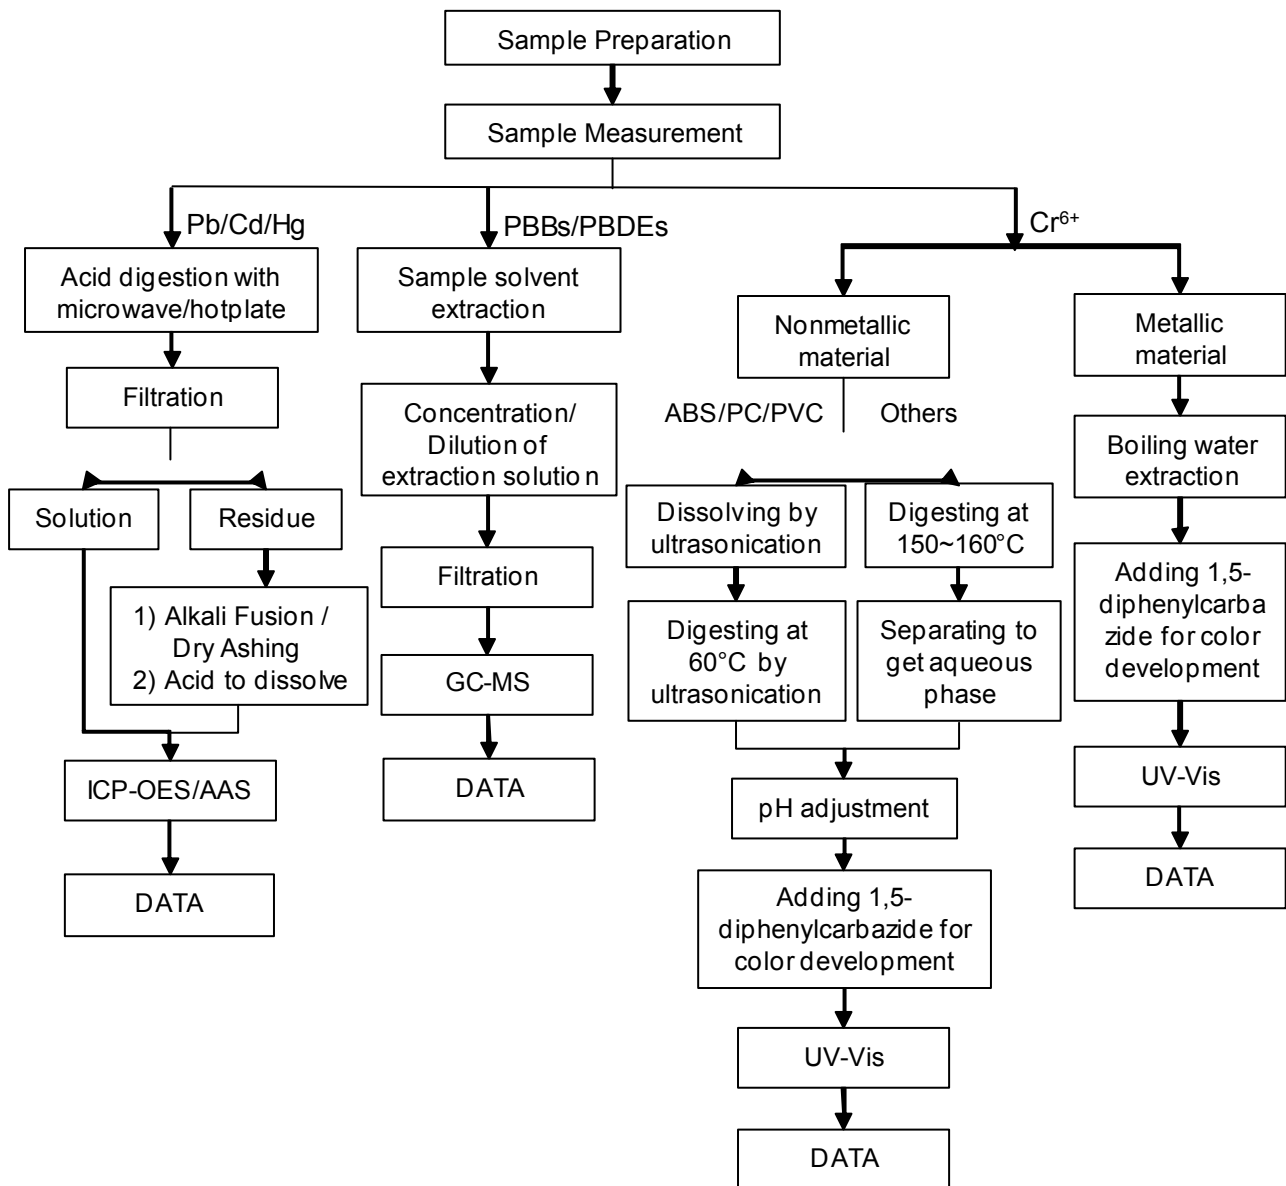 Sample Preparation
Sample Measurement
Pb/Cd/Hg
Acid digestion with
microwave/hotplate
Filtration
Solution
Residue
1) Alkali Fusion /
Dry Ashing
2) Acid to dissolve
ICP-OES/AAS
DATA
PBBs/PBDEs
Sample solvent
extraction
Concentration/
Dilution of
extraction solution
Filtration
GC-MS
DATA
Cr⁶⁺
Nonmetallic
material
ABS/PC/PVC
Others
Dissolving by
ultrasonication
Digesting at
60°C by
ultrasonication
Digesting at
150~160°C
Separating to
get aqueous
phase
pH adjustment
Adding 1,5-
diphenylcarbazide for
color development
UV-Vis
DATA
Metallic
material
Boiling water
extraction
Adding 1,5-
diphenylcarba
zide for color
development
UV-Vis
DATA